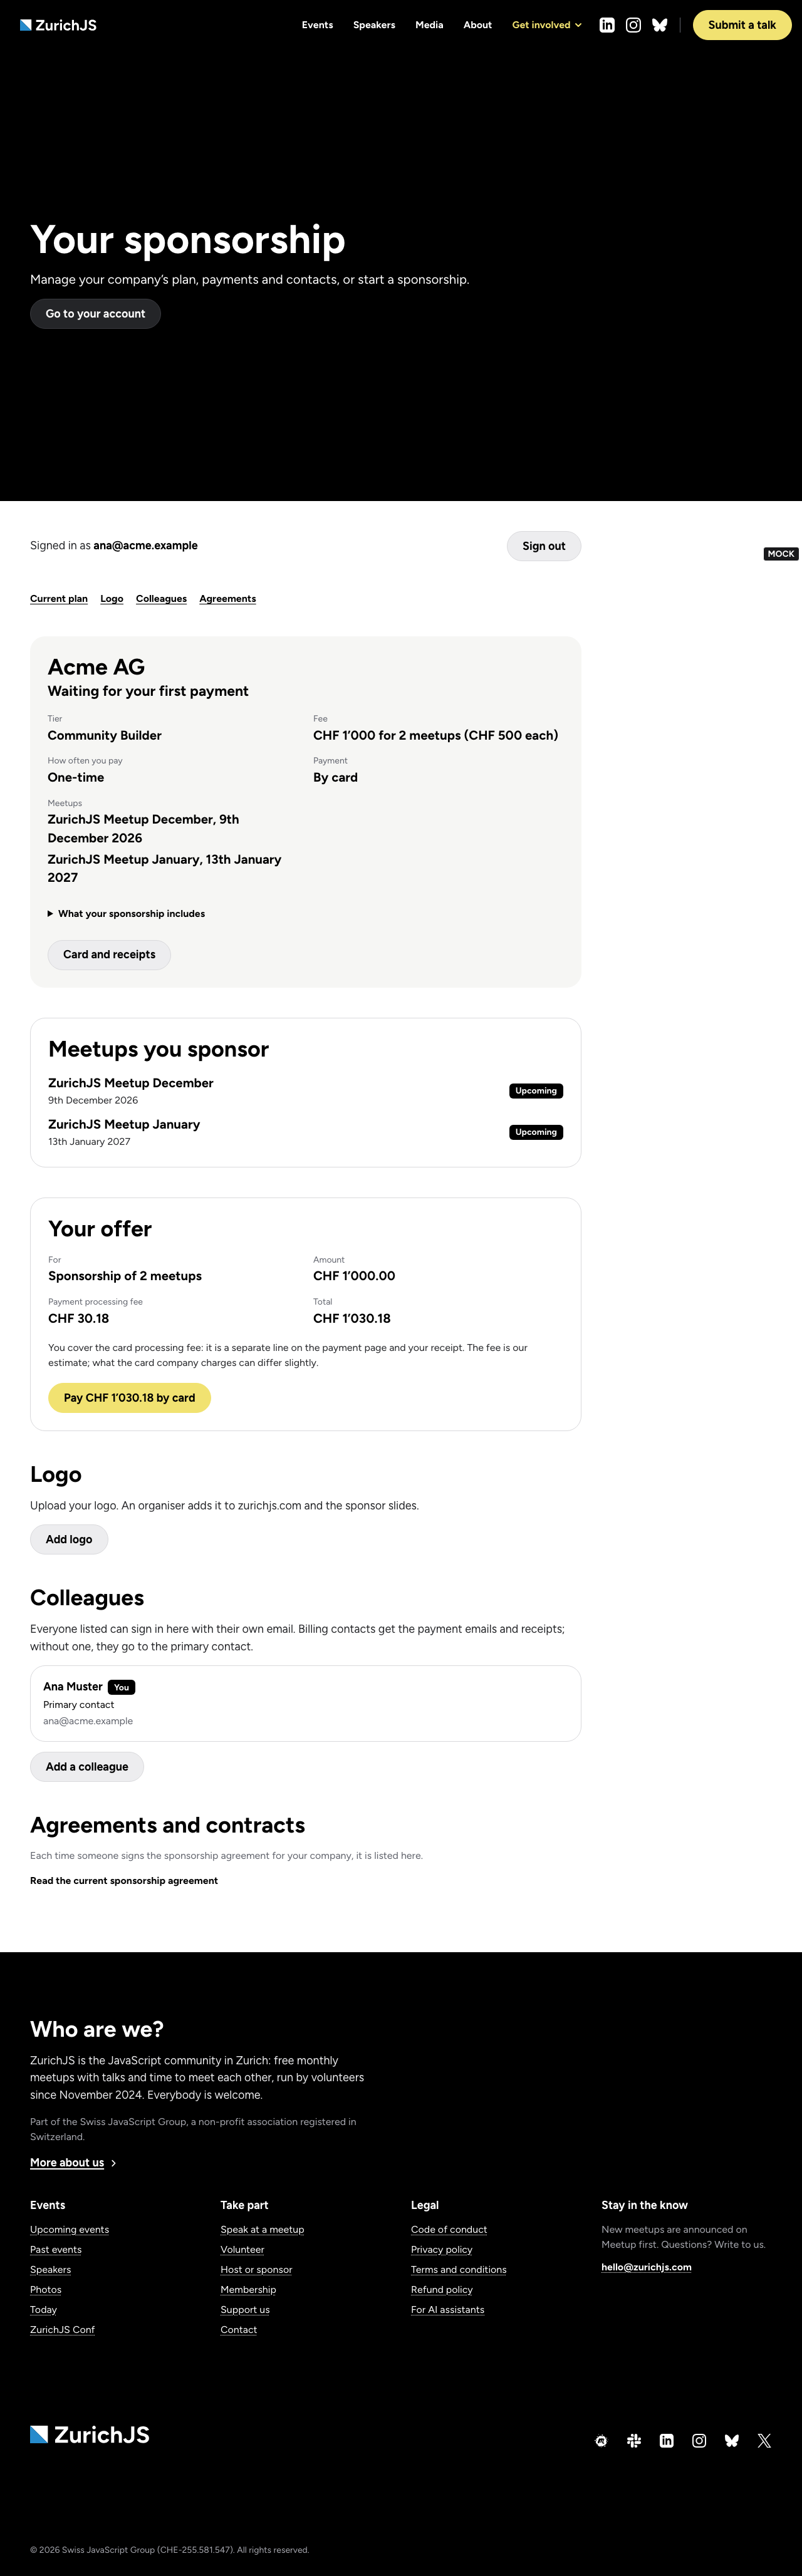 ZurichJS
Events
Speakers
Media
About
Get involved
Submit a talk
Your sponsorship
Manage your company’s plan, payments and contacts, or start a sponsorship.
Go to your account
Signed in as ana@acme.example
Sign out
MOCK
Current plan
Logo
Colleagues
Agreements
Acme AG
Waiting for your first payment
Tier
Community Builder
Fee
CHF 1’000 for 2 meetups (CHF 500 each)
How often you pay
One-time
Payment
By card
Meetups
ZurichJS Meetup December, 9th
December 2026
ZurichJS Meetup January, 13th January
2027
What your sponsorship includes
Card and receipts
Meetups you sponsor
ZurichJS Meetup December
9th December 2026
Upcoming
ZurichJS Meetup January
13th January 2027
Upcoming
Your offer
For
Sponsorship of 2 meetups
Amount
CHF 1’000.00
Payment processing fee
CHF 30.18
Total
CHF 1’030.18
You cover the card processing fee: it is a separate line on the payment page and your receipt. The fee is our
estimate; what the card company charges can differ slightly.
Pay CHF 1’030.18 by card
Logo
Upload your logo. An organiser adds it to zurichjs.com and the sponsor slides.
Add logo
Colleagues
Everyone listed can sign in here with their own email. Billing contacts get the payment emails and receipts;
without one, they go to the primary contact.
Ana Muster
You
Primary contact
ana@acme.example
Add a colleague
Agreements and contracts
Each time someone signs the sponsorship agreement for your company, it is listed here.
Read the current sponsorship agreement
Who are we?
ZurichJS is the JavaScript community in Zurich: free monthly
meetups with talks and time to meet each other, run by volunteers
since November 2024. Everybody is welcome.
Part of the Swiss JavaScript Group, a non-profit association registered in
Switzerland.
More about us
Events
Upcoming events
Past events
Speakers
Photos
Today
ZurichJS Conf
Take part
Speak at a meetup
Volunteer
Host or sponsor
Membership
Support us
Contact
Legal
Code of conduct
Privacy policy
Terms and conditions
Refund policy
For AI assistants
Stay in the know
New meetups are announced on
Meetup first. Questions? Write to us.
hello@zurichjs.com
ZurichJS
© 2026 Swiss JavaScript Group (CHE-255.581.547). All rights reserved.